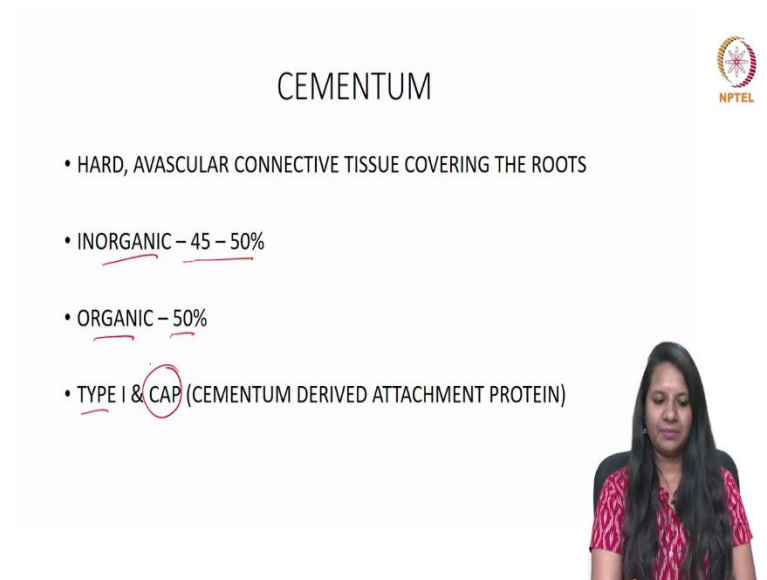 CEMENTUM
NPTEL
• HARD, AVASCULAR CONNECTIVE TISSUE COVERING THE ROOTS
• INORGANIC – 45 – 50%
• ORGANIC – 50%
• TYPE I & CAP (CEMENTUM DERIVED ATTACHMENT PROTEIN)